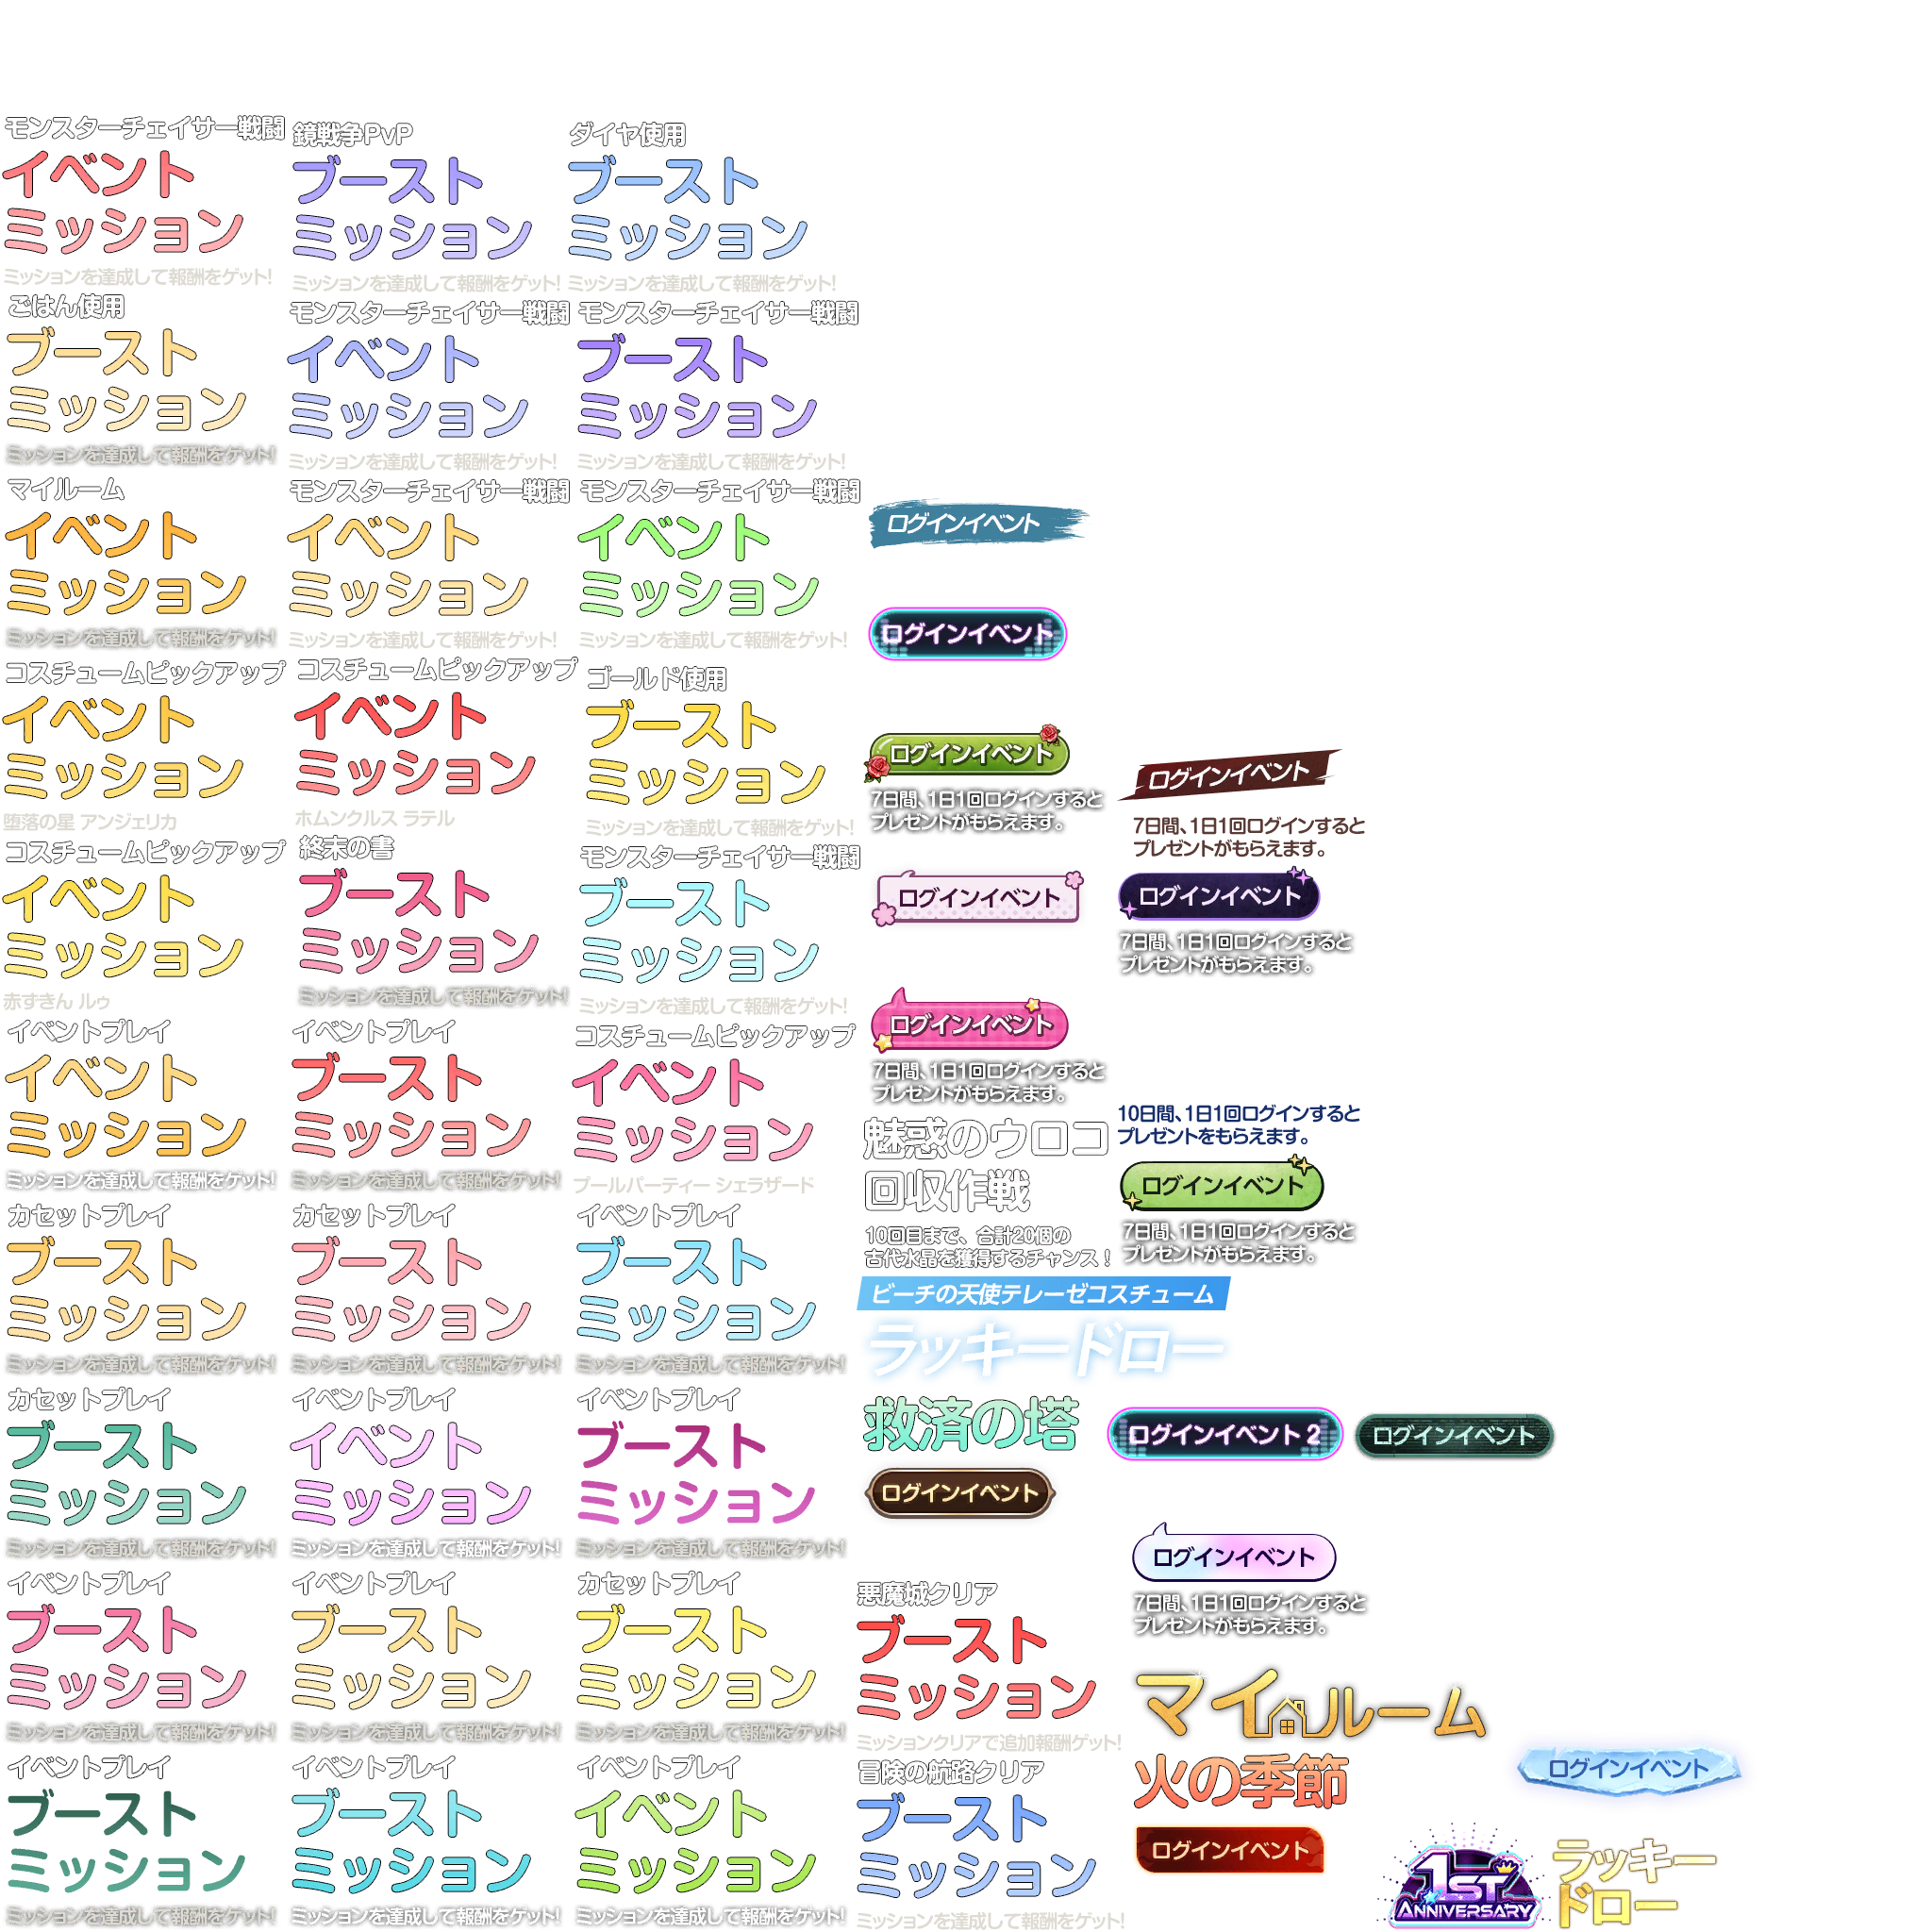 モンスターチェイサー戦闘
イベント
ミッション
ミッションを達成して報酬をゲット!
鏡戦争PvP
ブースト
ミッション
ミッションを達成して報酬をゲット!
ダイヤ使用
ブースト
ミッション
ミッションを達成して報酬をゲット!
ごはん使用
ブースト
ミッション
ミッションを達成して報酬をゲット!
モンスターチェイサー戦闘
イベント
ミッション
ミッションを達成して報酬をゲット!
モンスターチェイサー戦闘
ブースト
ミッション
ミッションを達成して報酬をゲット!
マイルーム
イベント
ミッション
ミッションを達成して報酬をゲット!
モンスターチェイサー戦闘
イベント
ミッション
ミッションを達成して報酬をゲット!
モンスターチェイサー戦闘
イベント
ミッション
ミッションを達成して報酬をゲット!
ログインイベント
ログインイベント
コスチュームピックアップ
イベント
ミッション
堕落の星 アンジェリカ
コスチュームピックアップ
イベント
ミッション
ホムンクルス ラテル
ゴールド使用
ブースト
ミッション
ミッションを達成して報酬をゲット!
ログインイベント
7日間、1日1回ログインすると
プレゼントがもらえます。
ログインイベント
7日間、1日1回ログインすると
プレゼントがもらえます。
コスチュームピックアップ
イベント
ミッション
赤ずきん ルゥ
終末の書
ブースト
ミッション
ミッションを達成して報酬をゲット!
モンスターチェイサー戦闘
ブースト
ミッション
ミッションを達成して報酬をゲット!
ログインイベント
ログインイベント
7日間、1日1回ログインすると
プレゼントがもらえます。
イベントプレイ
イベント
ミッション
ミッションを達成して報酬をゲット!
イベントプレイ
ブースト
ミッション
ミッションを達成して報酬をゲット!
コスチュームピックアップ
イベント
ミッション
プールパーティー シェラザード
ログインイベント
7日間、1日1回ログインすると
プレゼントがもらえます。
魅惑のウロコ
回収作戦
10回目まで、合計20個の
古代水晶を獲得するチャンス！
10日間、1日1回ログインすると
プレゼントをもらえます。
ログインイベント
7日間、1日1回ログインすると
プレゼントがもらえます。
カセットプレイ
ブースト
ミッション
ミッションを達成して報酬をゲット!
カセットプレイ
ブースト
ミッション
ミッションを達成して報酬をゲット!
イベントプレイ
ブースト
ミッション
ミッションを達成して報酬をゲット!
ビーチの天使テレーゼコスチューム
ラッキードロー
カセットプレイ
ブースト
ミッション
ミッションを達成して報酬をゲット!
イベントプレイ
イベント
ミッション
ミッションを達成して報酬をゲット!
イベントプレイ
ブースト
ミッション
ミッションを達成して報酬をゲット!
救済の塔
ログインイベント2
ログインイベント
ログインイベント
ログインイベント
7日間、1日1回ログインすると
プレゼントがもらえます。
イベントプレイ
ブースト
ミッション
ミッションを達成して報酬をゲット!
イベントプレイ
ブースト
ミッション
ミッションを達成して報酬をゲット!
カセットプレイ
ブースト
ミッション
ミッションを達成して報酬をゲット!
悪魔城クリア
ブースト
ミッション
ミッションクリアで追加報酬ゲット!
マイルーム
イベントプレイ
ブースト
ミッション
ミッションを達成して報酬をゲット!
イベントプレイ
ブースト
ミッション
ミッションを達成して報酬をゲット!
イベントプレイ
イベント
ミッション
ミッションを達成して報酬をゲット!
冒険の航路クリア
ブースト
ミッション
ミッションを達成して報酬をゲット!
火の季節
ログインイベント
ログインイベント
1ST
ANNIVERSARY
ラッキー
ドロー